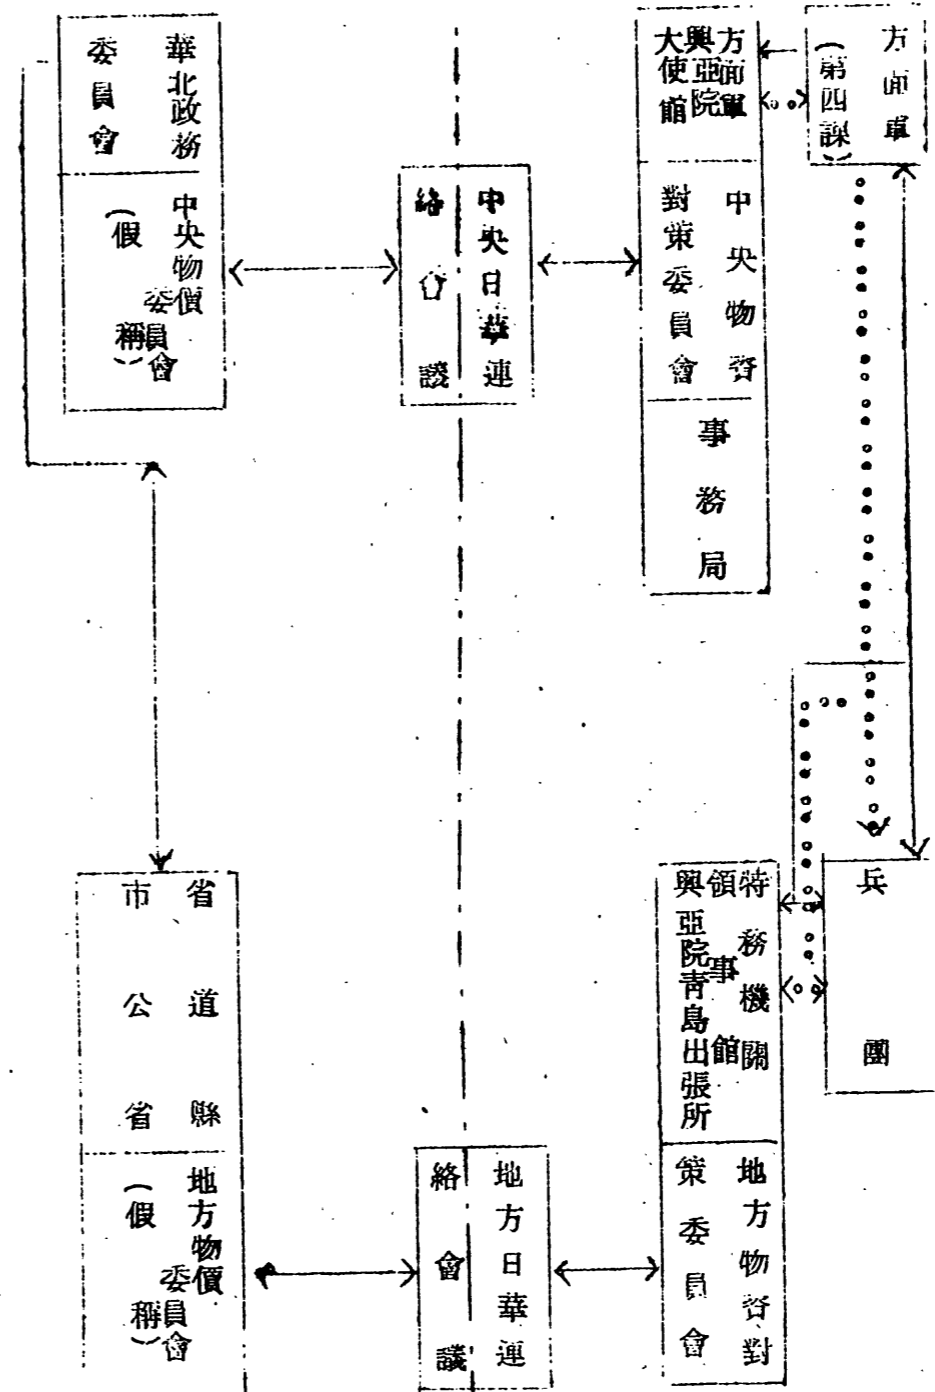 方面軍
(第四課)
方面軍
興亞院
大使館
中央物資
對策委員會
事務局
中央日華連
絡會議
華北政務
委員會
中央物價
委員會
(假稱)
兵團
特務機關
領事館
興亞院青島出張所
地方物資對
策委員會
地方日華連
絡會議
省道縣
市公省
地方物價
委員會
(假稱)